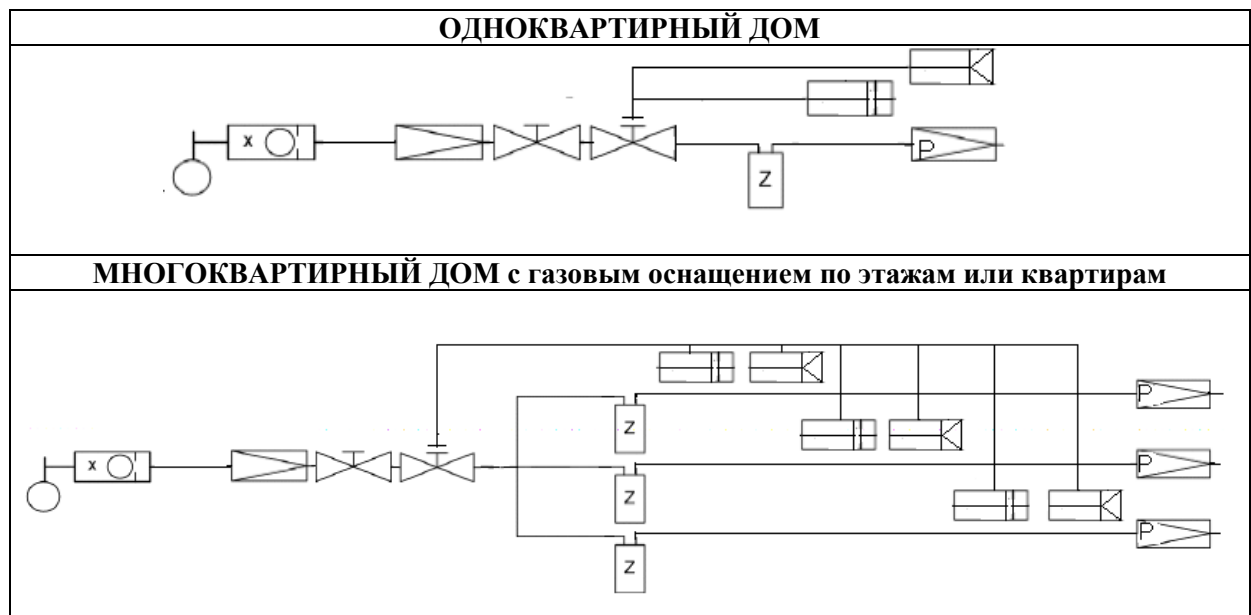 ОДНОКВАРТИРНЫЙ ДОМ
x
P
Z
МНОГОКВАРТИРНЫЙ ДОМ с газовым оснащением по этажам или квартирам
P
Z
x
P
Z
P
Z